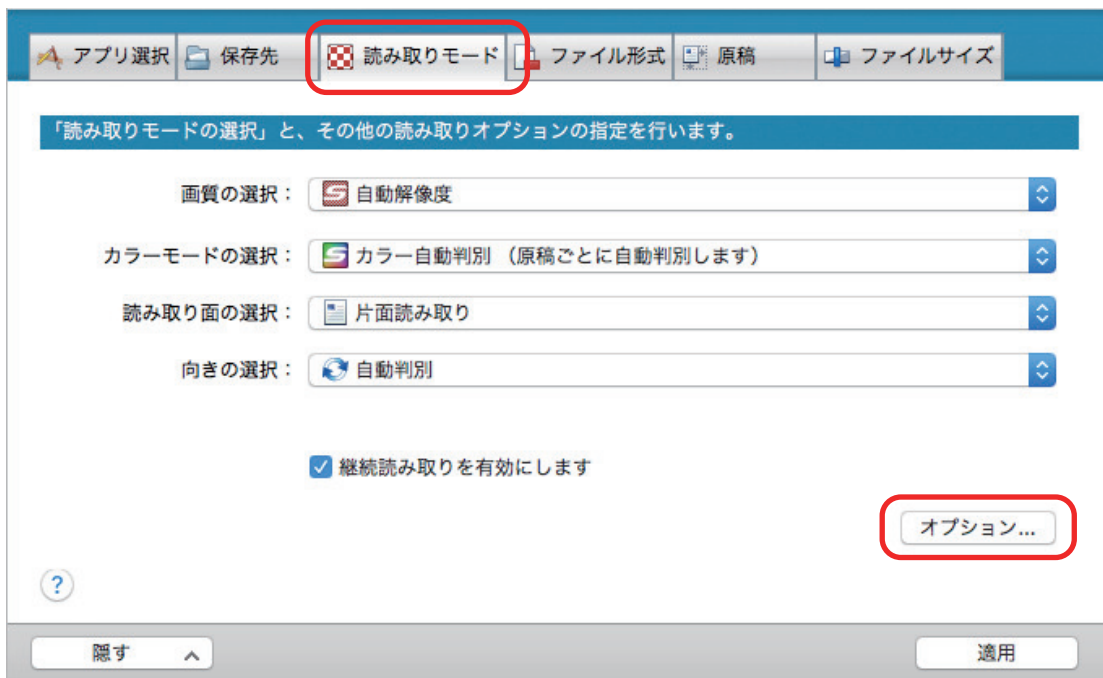 アプリ選択 保存先 読み取りモード ファイル形式 原稿 ファイルサイズ
「読み取りモードの選択」と、その他の読み取りオプションの指定を行います。
画質の選択： 自動解像度
カラーモードの選択： カラー自動判別 （原稿ごとに自動判別します）
読み取り面の選択： 片面読み取り
向きの選択： 自動判別
継続読み取りを有効にします
オプション...
?
隠す 適用